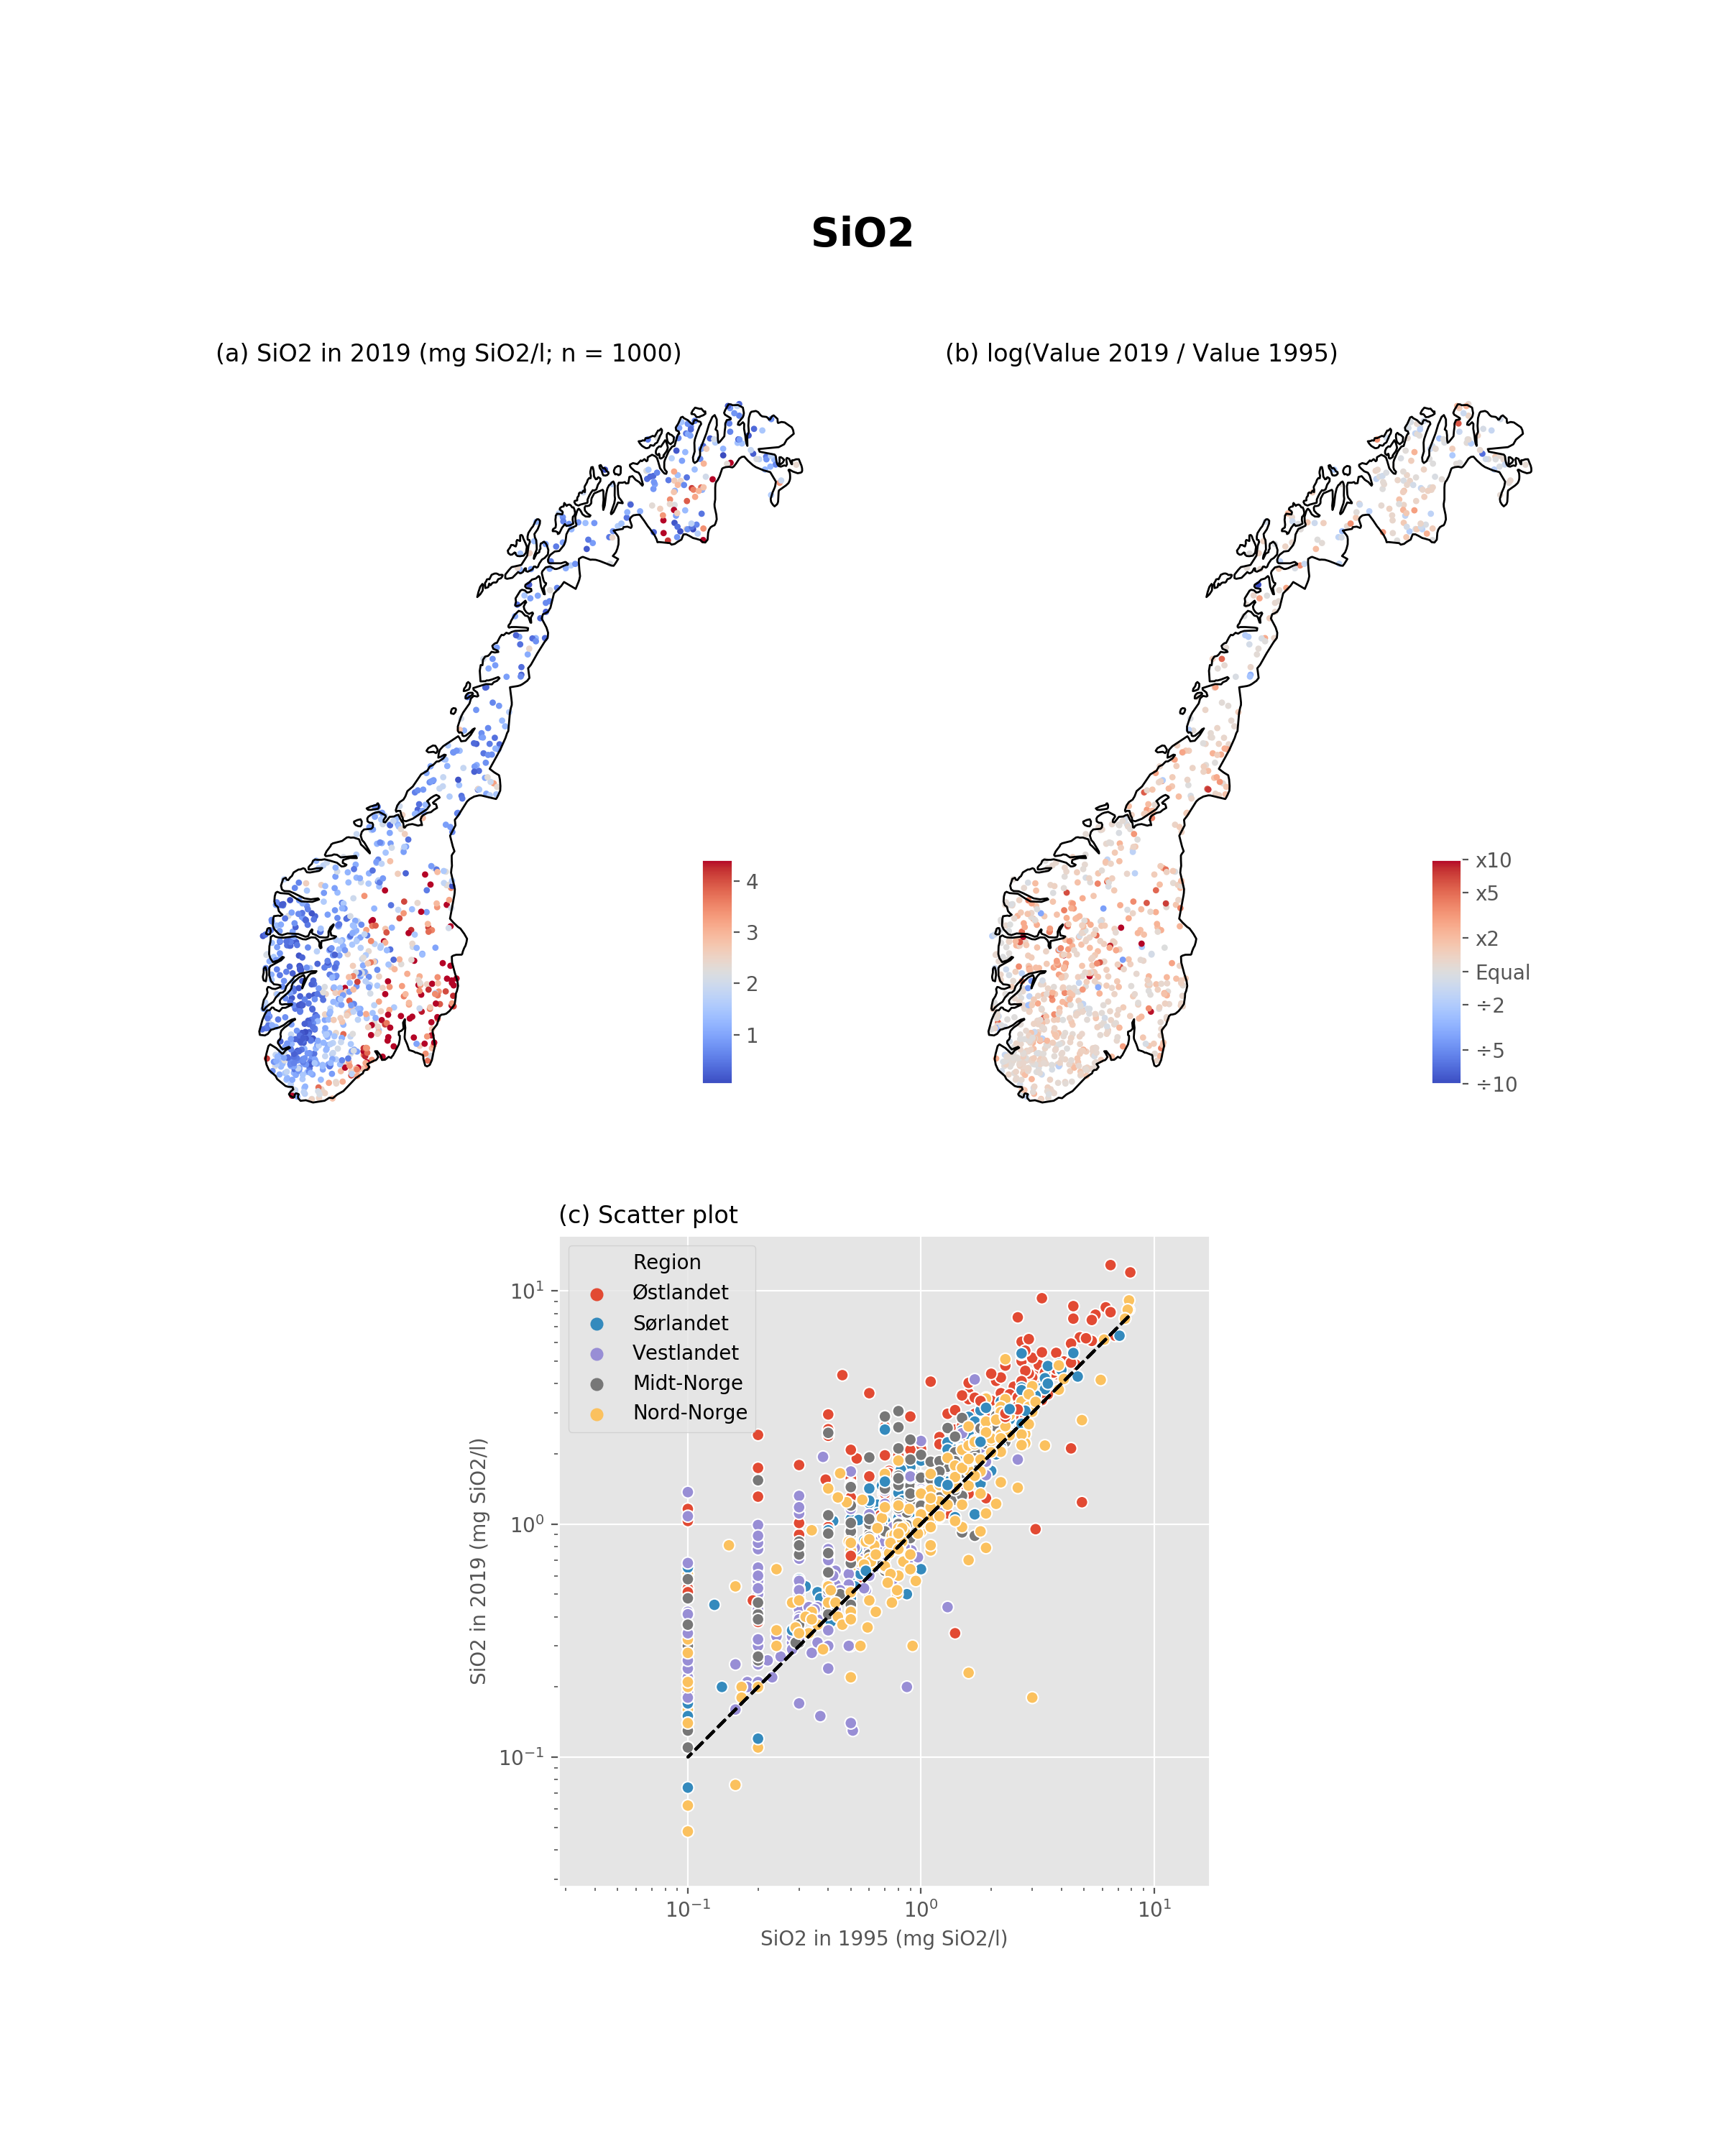 SiO2
(a) SiO2 in 2019 (mg SiO2/l; n = 1000)
4
3
2
1
(b) log(Value 2019 / Value 1995)
x10
x5
x2
Equal
÷2
÷5
÷10
(c) Scatter plot
Region
Østlandet
Sørlandet
Vestlandet
Midt-Norge
Nord-Norge
SiO2 in 2019 (mg SiO2/l)
10¹
10⁰
10⁻¹
10⁻¹ 10⁰ 10¹
SiO2 in 1995 (mg SiO2/l)